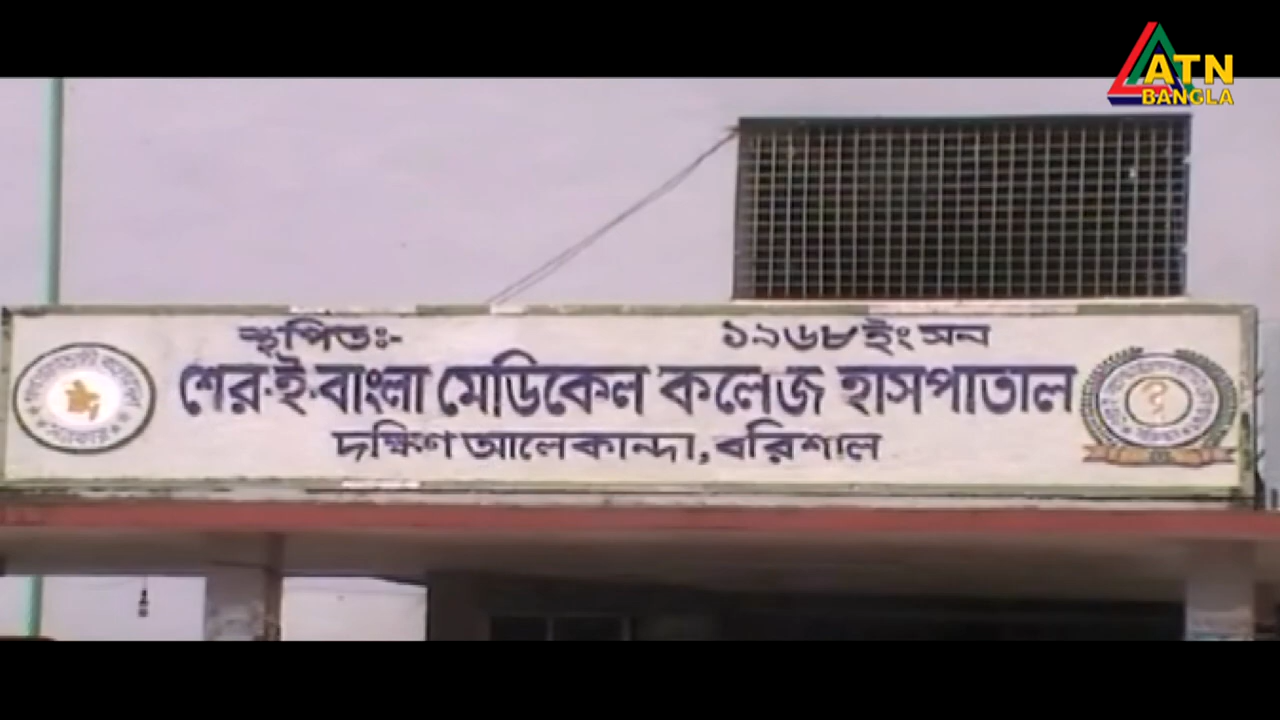 ATN
BANGLA
স্থাপিতঃ- ১৯৬৮ইং সন
শের-ই-বাংলা মেডিকেল কলেজ হাসপাতাল
দক্ষিণ আলেকান্দা, বরিশাল